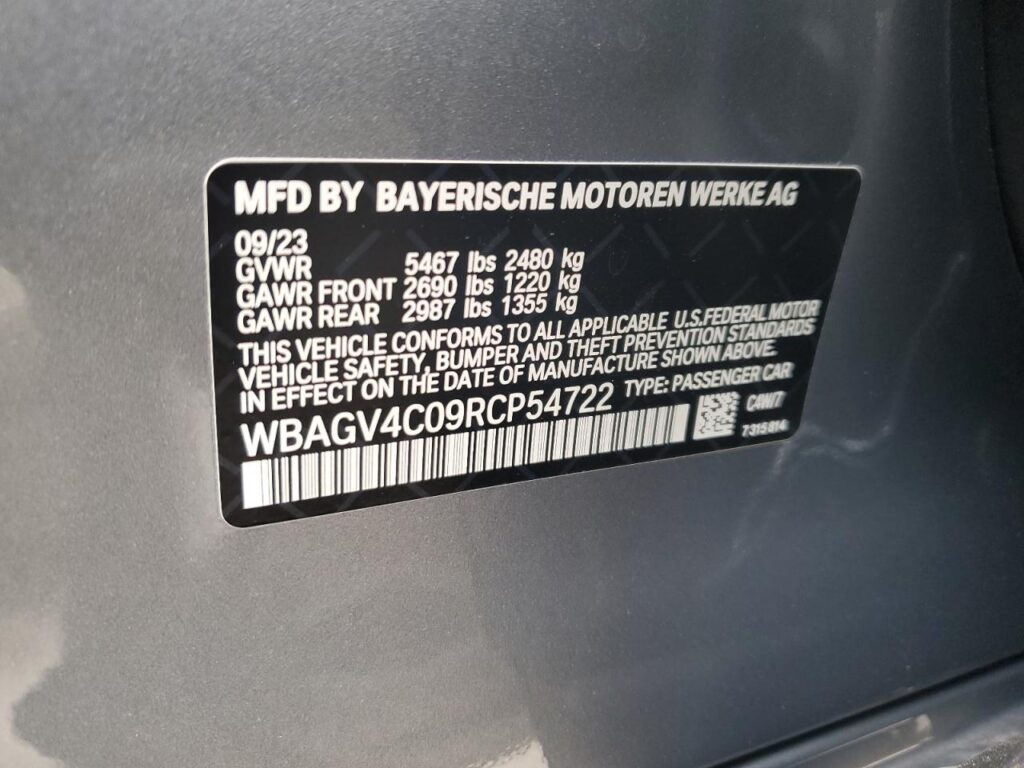 MFD BY BAYERISCHE MOTOREN WERKE AG
09/23
GVWR 5467 lbs 2480 kg
GAWR FRONT 2690 lbs 1220 kg
GAWR REAR 2987 lbs 1355 kg
THIS VEHICLE CONFORMS TO ALL APPLICABLE U.S.FEDERAL MOTOR
VEHICLE SAFETY, BUMPER AND THEFT PREVENTION STANDARDS
IN EFFECT ON THE DATE OF MANUFACTURE SHOWN ABOVE.
WBAGV4C09RCP54722 TYPE: PASSENGER CAR
C4W/7
7315814